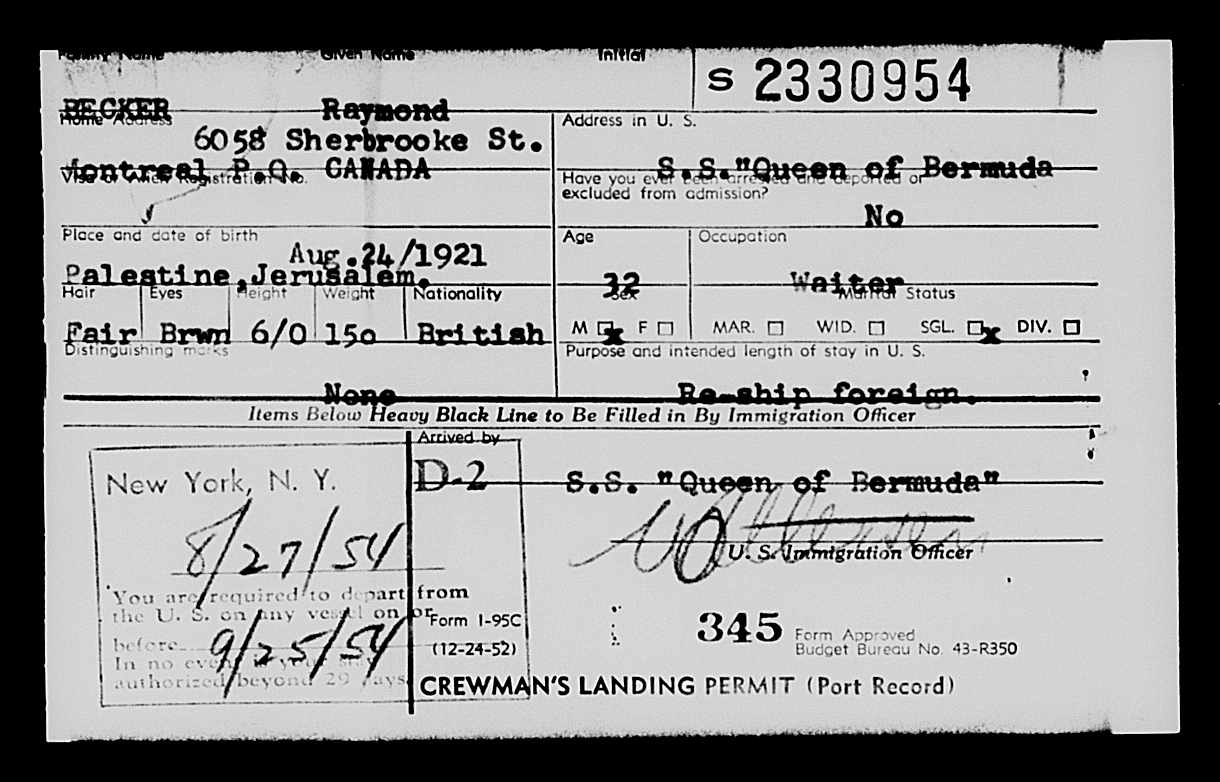 Family Name Given Name Initial
S 2330954
BECKER Raymond
Home Address
6058 Sherbrooke St.
Montreal P.Q. CANADA
Address in U. S.
S.S."Queen of Bermuda
Visa or Alien Registration No.
Have you ever been arrested and deported or
excluded from admission?
No
Place and date of birth
Aug.24/1921
Palestine,Jerusalem.
Age
32
Occupation
Waiter
Hair Eyes Height Weight Nationality
Fair Brwn 6/0 150 British
Sex
M x F
Marital Status
MAR. WID. SGL. x DIV.
Distinguishing marks
None
Purpose and intended length of stay in U. S.
Re-ship foreign.
Items Below Heavy Black Line to Be Filled in By Immigration Officer
New York, N. Y.
8/27/54
You are required to depart from
the U. S. on any vessel on or
before 9/25/54
In no event is your stay
authorized beyond 29 days
Arrived by
D-2
S.S. "Queen of Bermuda"
U. S. Immigration Officer
Form I-95C
(12-24-52)
345
Form Approved
Budget Bureau No. 43-R350
CREWMAN'S LANDING PERMIT (Port Record)